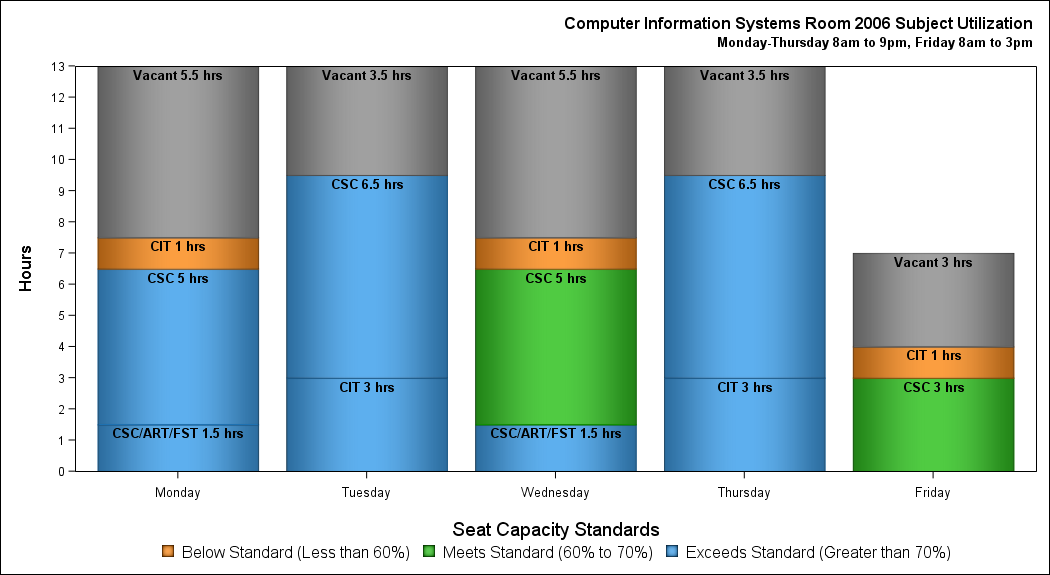 Computer Information Systems Room 2006 Subject Utilization
Monday-Thursday 8am to 9pm, Friday 8am to 3pm
Hours
13
12
11
10
9
8
7
6
5
4
3
2
1
0
Vacant 5.5 hrs
CIT 1 hrs
CSC 5 hrs
CSC/ART/FST 1.5 hrs
Vacant 3.5 hrs
CSC 6.5 hrs
CIT 3 hrs
Vacant 5.5 hrs
CIT 1 hrs
CSC 5 hrs
CSC/ART/FST 1.5 hrs
Vacant 3.5 hrs
CSC 6.5 hrs
CIT 3 hrs
Vacant 3 hrs
CIT 1 hrs
CSC 3 hrs
Monday Tuesday Wednesday Thursday Friday
Seat Capacity Standards
Below Standard (Less than 60%) Meets Standard (60% to 70%) Exceeds Standard (Greater than 70%)